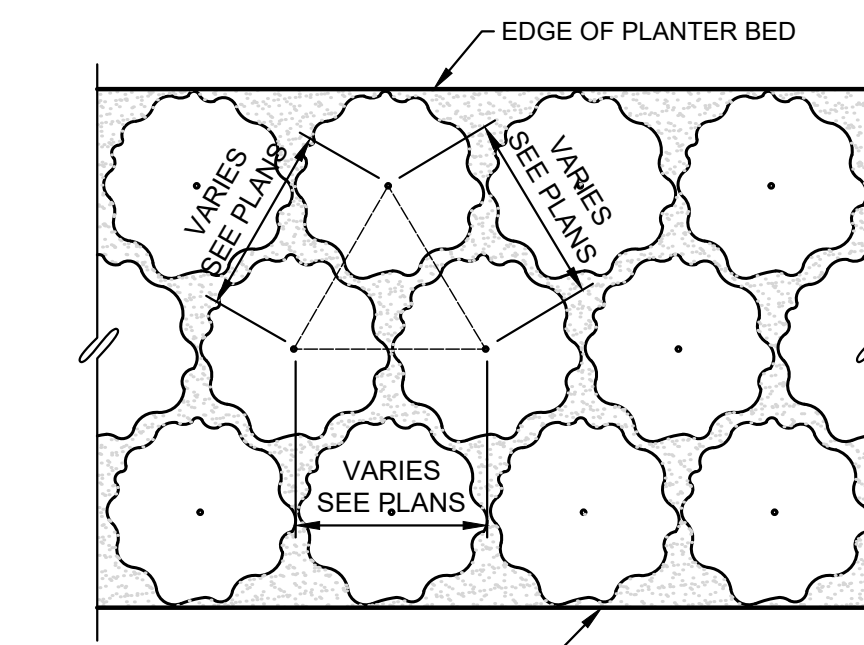 EDGE OF PLANTER BED
VARIES
SEE PLANS
VARIES
SEE PLANS
VARIES
SEE PLANS